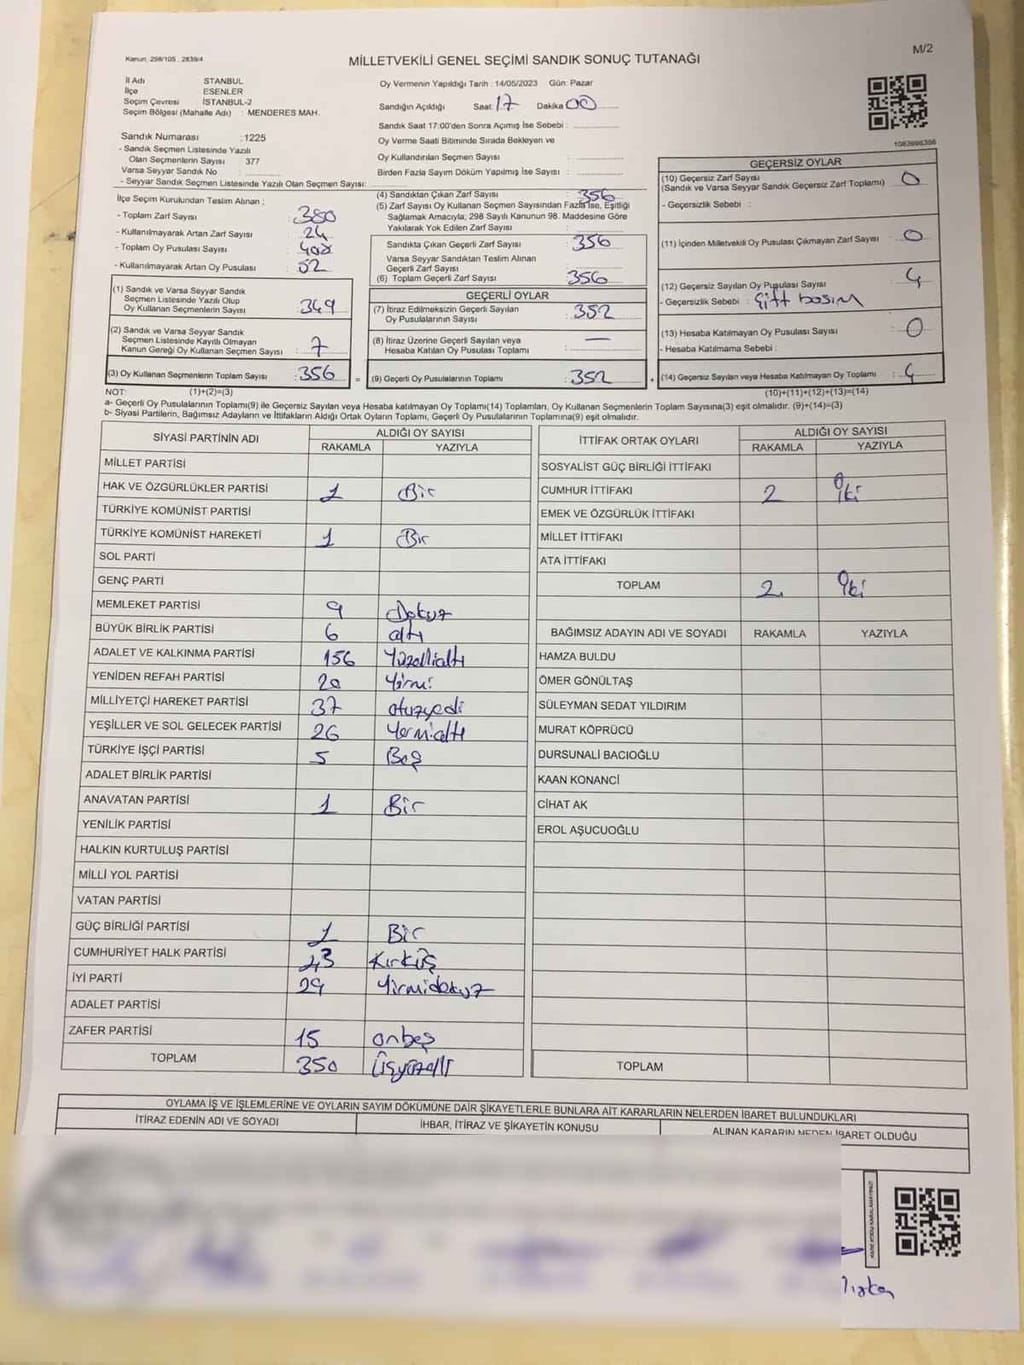 Kanun: 298/105 , 2839/4
M/2
MİLLETVEKİLİ GENEL SEÇİMİ SANDIK SONUÇ TUTANAĞI
İl Adı STANBUL
İlçe ESENLER
Seçim Çevresi İSTANBUL-2
Seçim Bölgesi (Mahalle Adı) : MENDERES MAH.
Sandık Numarası : 1225
- Sandık Seçmen Listesinde Yazılı
Olan Seçmenlerin Sayısı 377
Varsa Seyyar Sandık No :
- Seyyar Sandık Seçmen Listesinde Yazılı Olan Seçmen Sayısı:
Oy Vermenin Yapıldığı Tarih : 14/05/2023 Gün: Pazar
Sandığın Açıldığı Saat: 17 Dakika 00
Sandık Saat 17:00'den Sonra Açımış İse Sebebi :
Oy Verme Saati Bitiminde Sırada Bekleyen ve
Oy Kullandırılan Seçmen Sayısı :
Birden Fazla Sayım Döküm Yapılmış İse Sayısı :
1083696306
İlçe Seçim Kurulundan Teslim Alınan ;
- Toplam Zarf Sayısı : 380
- Kullanılmayarak Artan Zarf Sayısı : 24
- Toplam Oy Pusulası Sayısı : 408
- Kullanılmayarak Artan Oy Pusulası : 52
(1) Sandık ve Varsa Seyyar Sandık
Seçmen Listesinde Yazılı Olup
Oy Kullanan Seçmenlerin Sayısı : 349
(2) Sandık ve Varsa Seyyar Sandık
Seçmen Listesinde Kayıtlı Olmayan
Kanun Gereği Oy Kullanan Seçmen Sayısı : 7
(3) Oy Kullanan Seçmenlerin Toplam Sayısı : 356
(4) Sandıktan Çıkan Zarf Sayısı : 356
(5) Zarf Sayısı Oy Kullanan Seçmen Sayısından Fazla İse, Eşitliği
Sağlamak Amacıyla; 298 Sayılı Kanunun 98. Maddesine Göre
Yakılarak Yok Edilen Zarf Sayısı :
Sandıkta Çıkan Geçerli Zarf Sayısı : 356
Varsa Seyyar Sandıktan Teslim Alınan
Geçerli Zarf Sayısı :
(6) Toplam Geçerli Zarf Sayısı : 356
GEÇERLİ OYLAR
(7) İtiraz Edilmeksizin Geçerli Sayılan
Oy Pusulalarının Sayısı : 352
(8) İtiraz Üzerine Geçerli Sayılan veya
Hesaba Katılan Oy Pusulası Toplamı : —
= (9) Geçerli Oy Pusulalarının Toplamı : 352
GEÇERSİZ OYLAR
(10) Geçersiz Zarf Sayısı
(Sandık ve Varsa Seyyar Sandık Geçersiz Zarf Toplamı) : 0
- Geçersizlik Sebebi :
(11) İçinden Milletvekili Oy Pusulası Çıkmayan Zarf Sayısı : 0
(12) Geçersiz Sayılan Oy Pusulası Sayısı : 4
- Geçersizlik Sebebi : Çift basım
(13) Hesaba Katılmayan Oy Pusulası Sayısı : 0
- Hesaba Katılmama Sebebi :
+ (14) Geçersiz Sayılan veya Hesaba Katılmayan Oy Toplamı : 4
NOT: (1)+(2)=(3) (10)+(11)+(12)+(13)=(14)
a- Geçerli Oy Pusulalarının Toplamı(9) ile Geçersiz Sayılan veya Hesaba katılmayan Oy Toplamı(14) Toplamları, Oy Kullanan Seçmenlerin Toplam Sayısına(3) eşit olmalıdır. (9)+(14)=(3)
b- Siyasi Partilerin, Bağımsız Adayların ve İttifakların Aldığı Ortak Oyların Toplamı, Geçerli Oy Pusulalarının Toplamına(9) eşit olmalıdır.
SİYASİ PARTİNİN ADI ALDIĞI OY SAYISI
RAKAMLA YAZIYLA
MİLLET PARTİSİ
HAK VE ÖZGÜRLÜKLER PARTİSİ 1 Bir
TÜRKİYE KOMÜNİST PARTİSİ
TÜRKİYE KOMÜNİST HAREKETİ 1 Bir
SOL PARTİ
GENÇ PARTİ
MEMLEKET PARTİSİ 9 Dokuz
BÜYÜK BİRLİK PARTİSİ 6 altı
ADALET VE KALKINMA PARTİSİ 156 Yüzellialtı
YENİDEN REFAH PARTİSİ 20 Yirmi
MİLLİYETÇİ HAREKET PARTİSİ 37 otuzyedi
YEŞİLLER VE SOL GELECEK PARTİSİ 26 Yirmialtı
TÜRKİYE İŞÇİ PARTİSİ 5 Beş
ADALET BİRLİK PARTİSİ
ANAVATAN PARTİSİ 1 Bir
YENİLİK PARTİSİ
HALKIN KURTULUŞ PARTİSİ
MİLLİ YOL PARTİSİ
VATAN PARTİSİ
GÜÇ BİRLİĞİ PARTİSİ 1 Bir
CUMHURİYET HALK PARTİSİ 43 Kırküç
İYİ PARTİ 29 Yirmidokuz
ADALET PARTİSİ
ZAFER PARTİSİ 15 onbeş
TOPLAM 350 Üçyüzelli
İTTİFAK ORTAK OYLARI ALDIĞI OY SAYISI
RAKAMLA YAZIYLA
SOSYALİST GÜÇ BİRLİĞİ İTTİFAKI
CUMHUR İTTİFAKI 2 İki
EMEK VE ÖZGÜRLÜK İTTİFAKI
MİLLET İTTİFAKI
ATA İTTİFAKI
TOPLAM 2 İki
BAĞIMSIZ ADAYIN ADI VE SOYADI RAKAMLA YAZIYLA
HAMZA BULDU
ÖMER GÖNÜLTAŞ
SÜLEYMAN SEDAT YILDIRIM
MURAT KÖPRÜCÜ
DURSUNALİ BACIOĞLU
KAAN KONANCİ
CİHAT AK
EROL AŞUCUOĞLU
TOPLAM
OYLAMA İŞ VE İŞLEMLERİNE VE OYLARIN SAYIM DÖKÜMÜNE DAİR ŞİKAYETLERLE BUNLARA AİT KARARLARIN NELERDEN İBARET BULUNDUKLARI
İTİRAZ EDENİN ADI VE SOYADI İHBAR, İTİRAZ VE ŞİKAYETİN KONUSU ALINAN KARARIN NEDEN İBARET OLDUĞU